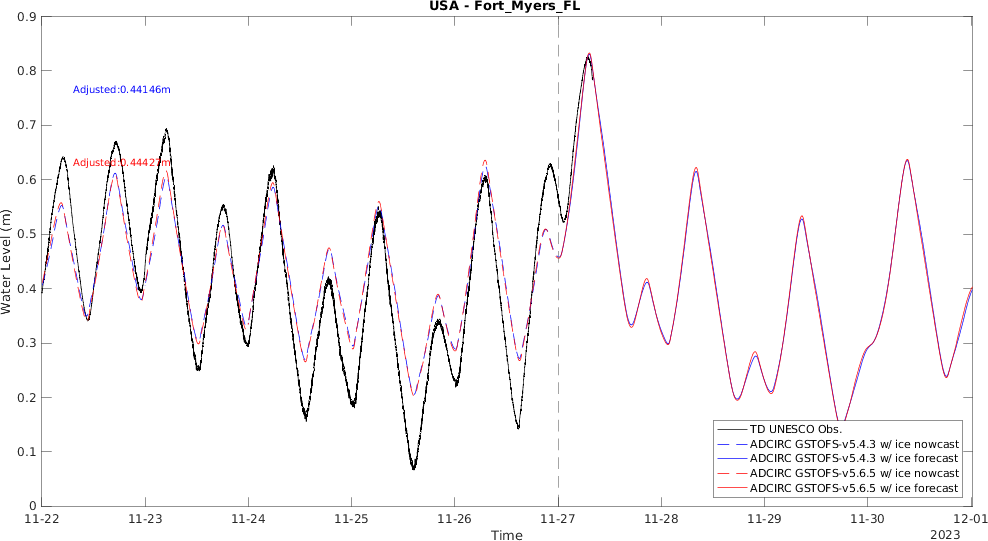 USA - Fort_Myers_FL
0.9
0.8
0.7
0.6
0.5
0.4
0.3
0.2
0.1
0
Water Level (m)
Adjusted:0.44146m
Adjusted:0.44427m
TD UNESCO Obs.
ADCIRC GSTOFS-v5.4.3 w/ ice nowcast
ADCIRC GSTOFS-v5.4.3 w/ ice forecast
ADCIRC GSTOFS-v5.6.5 w/ ice nowcast
ADCIRC GSTOFS-v5.6.5 w/ ice forecast
11-22 11-23 11-24 11-25 11-26 11-27 11-28 11-29 11-30 12-01
Time
2023